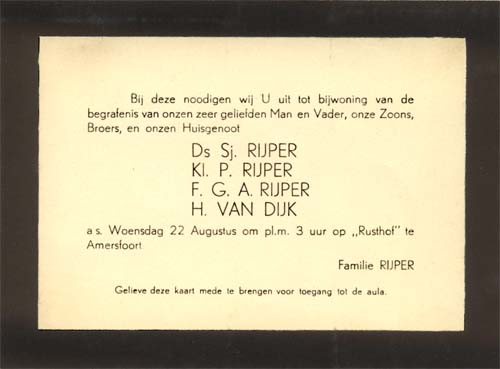 Bij deze noodigen wij U uit tot bijwoning van de
begrafenis van onzen zeer geliefden Man en Vader, onze Zoons,
Broers, en onzen Huisgenoot
Ds Sj. RIJPER
Kl. P. RIJPER
F. G. A. RIJPER
H. VAN DIJK
a.s. Woensdag 22 Augustus om pl.m. 3 uur op „Rusthof" te
Amersfoort
Familie RIJPER
Gelieve deze kaart mede te brengen voor toegang tot de aula.